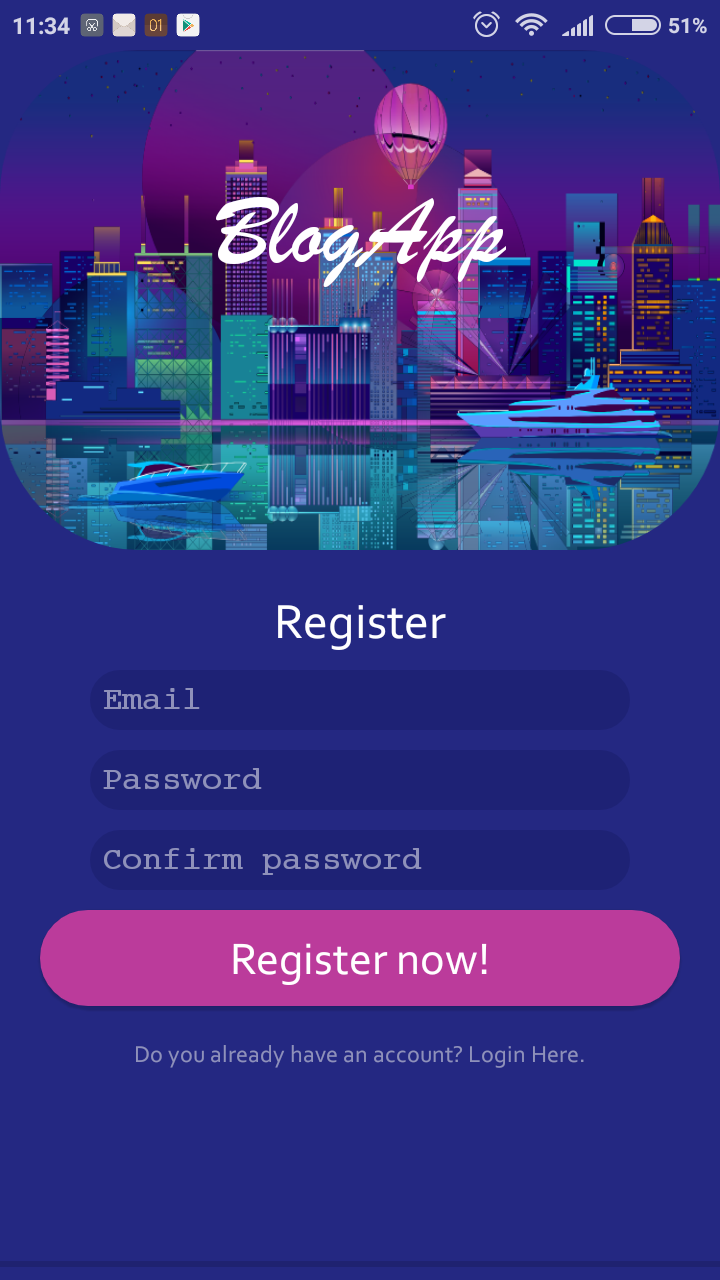 11:34 01 51%
BlogApp
Register
Email
Password
Confirm password
Register now!
Do you already have an account? Login Here.